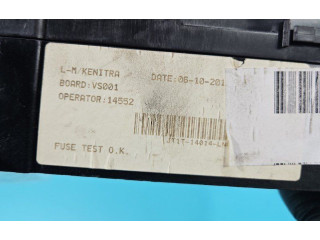 L-M/KENITRA DATE:06-10-201
BOARD:VS001
OPERATOR:14552
FUSE TEST O.K.